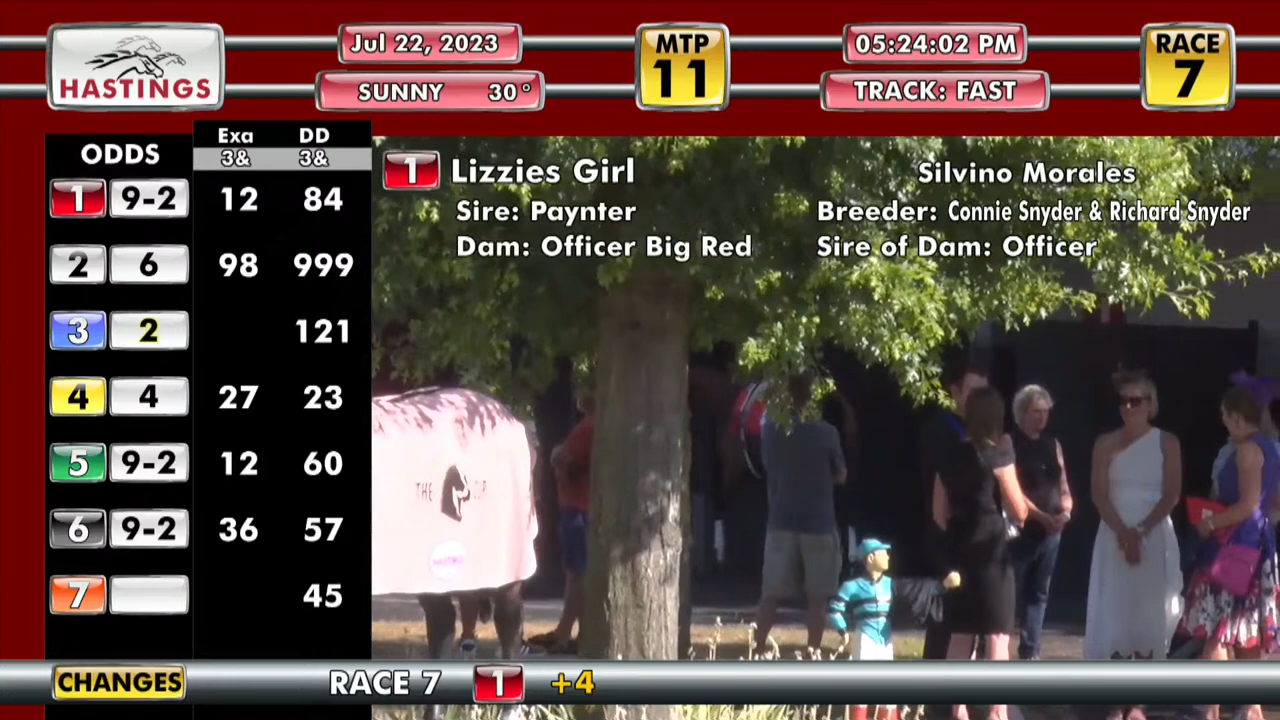 HASTINGS
Jul 22, 2023
SUNNY 30°
MTP
11
05:24:02 PM
TRACK: FAST
RACE
7
ODDS Exa DD
3& 3&
1 9-2 12 84
2 6 98 999
3 2 121
4 4 27 23
5 9-2 12 60
6 9-2 36 57
7 45
1 Lizzies Girl Silvino Morales
Sire: Paynter Breeder: Connie Snyder & Richard Snyder
Dam: Officer Big Red Sire of Dam: Officer
THE CUP
HASTINGS
CHANGES RACE 7 1 +4